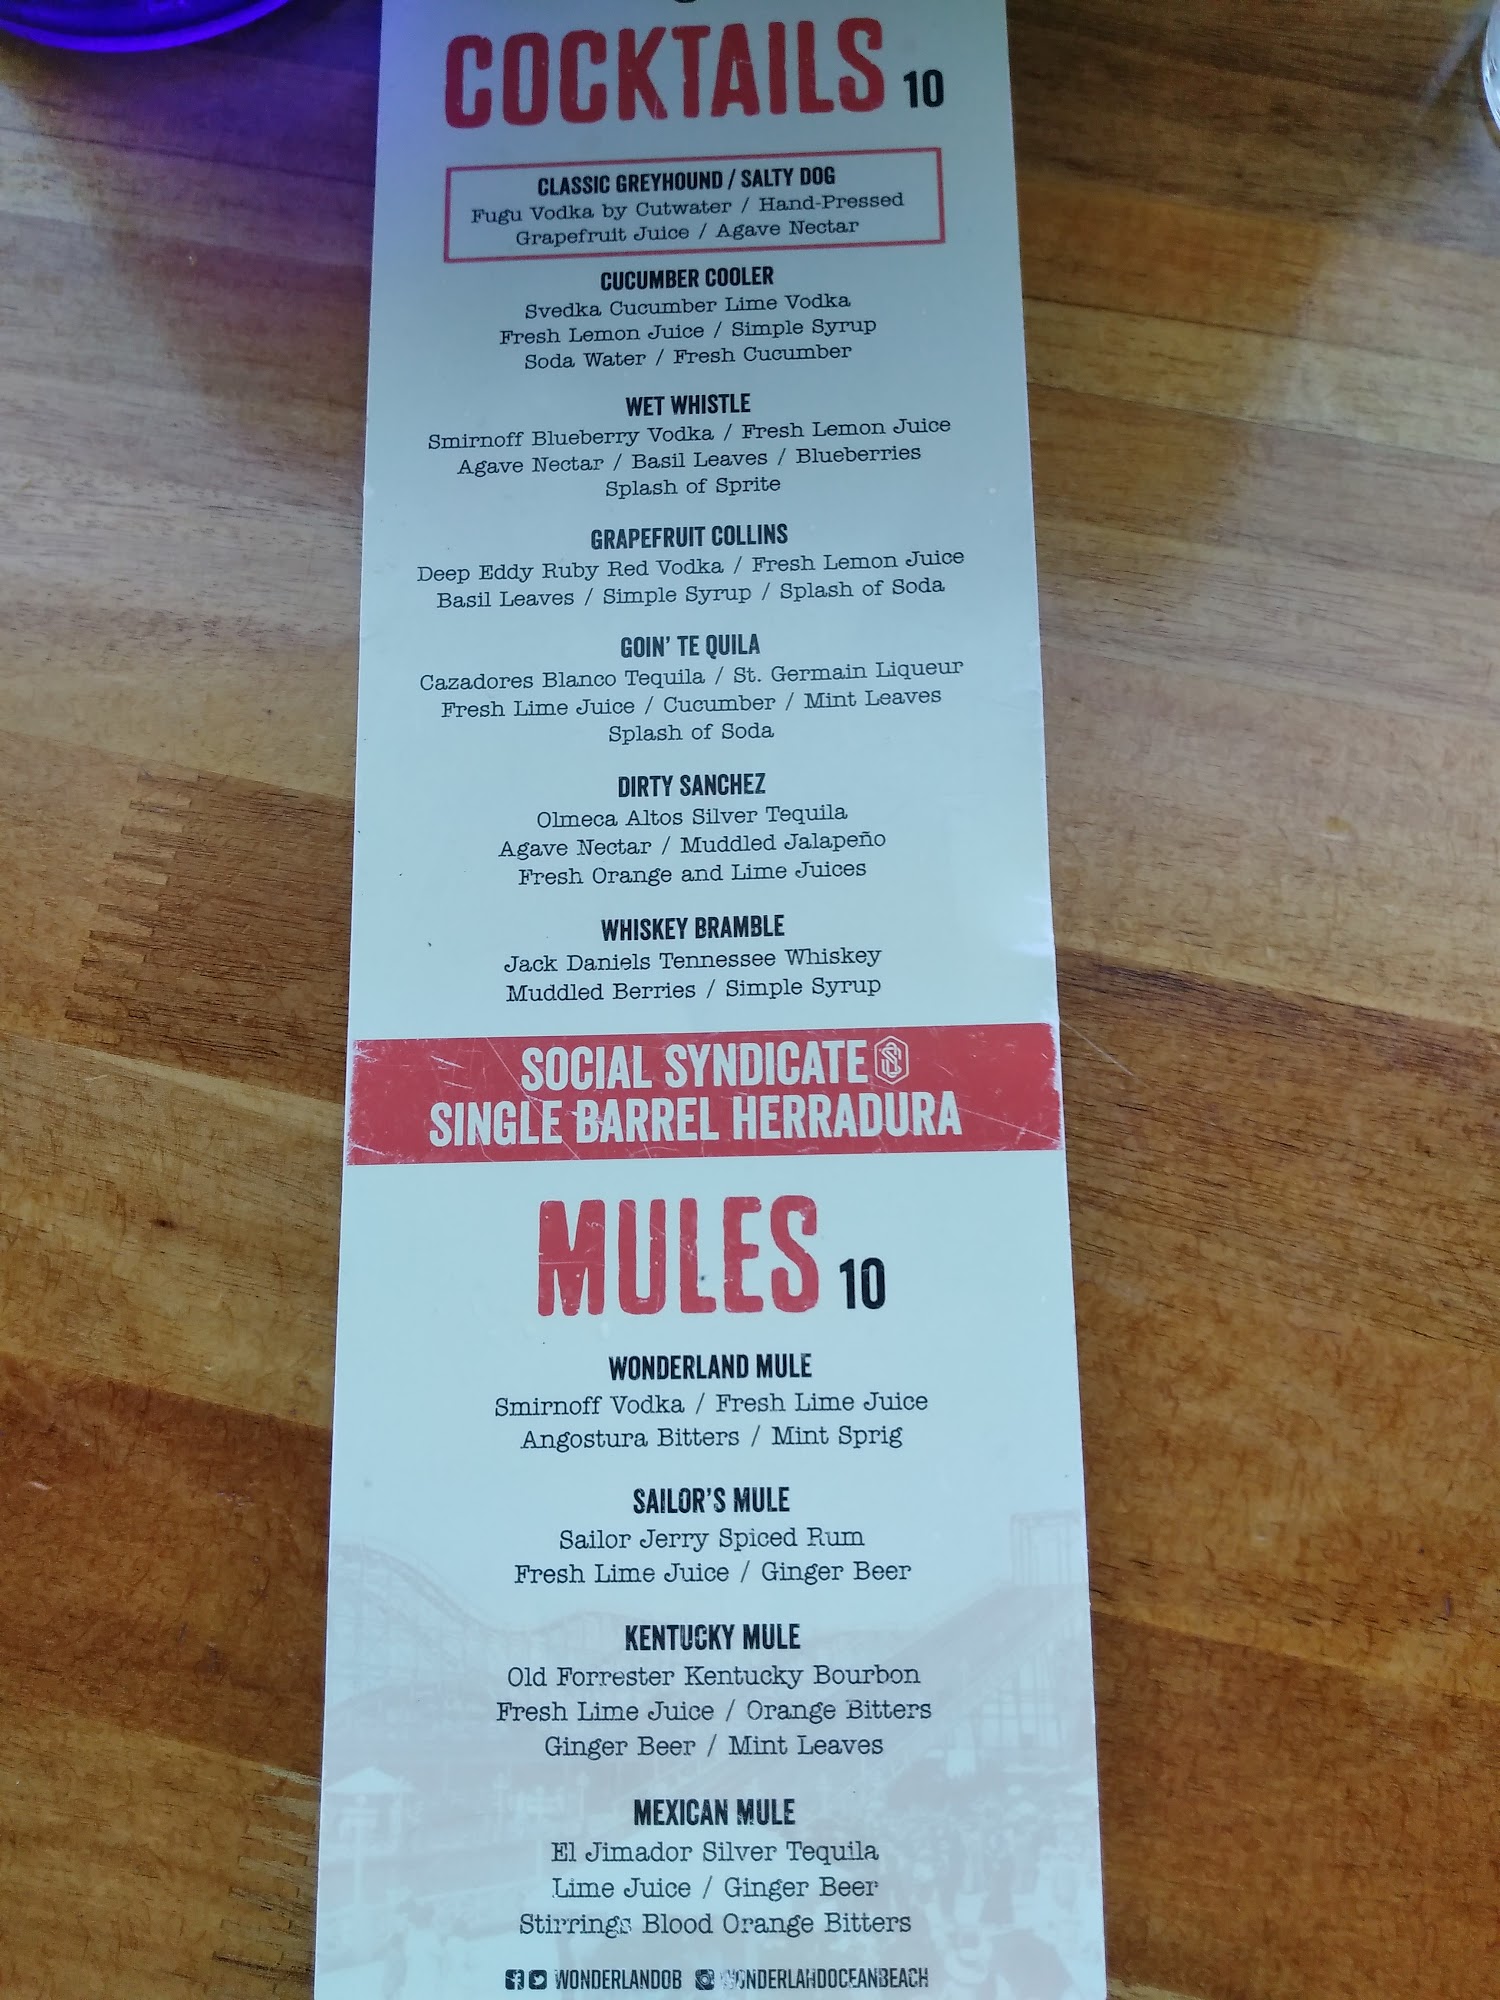 COCKTAILS 10
CLASSIC GREYHOUND / SALTY DOG
Fugu Vodka by Cutwater / Hand-Pressed
Grapefruit Juice / Agave Nectar
CUCUMBER COOLER
Svedka Cucumber Lime Vodka
Fresh Lemon Juice / Simple Syrup
Soda Water / Fresh Cucumber
WET WHISTLE
Smirnoff Blueberry Vodka / Fresh Lemon Juice
Agave Nectar / Basil Leaves / Blueberries
Splash of Sprite
GRAPEFRUIT COLLINS
Deep Eddy Ruby Red Vodka / Fresh Lemon Juice
Basil Leaves / Simple Syrup / Splash of Soda
GOIN' TE QUILA
Cazadores Blanco Tequila / St. Germain Liqueur
Fresh Lime Juice / Cucumber / Mint Leaves
Splash of Soda
DIRTY SANCHEZ
Olmeca Altos Silver Tequila
Agave Nectar / Muddled Jalapeño
Fresh Orange and Lime Juices
WHISKEY BRAMBLE
Jack Daniels Tennessee Whiskey
Muddled Berries / Simple Syrup
SOCIAL SYNDICATE
SINGLE BARREL HERRADURA
MULES 10
WONDERLAND MULE
Smirnoff Vodka / Fresh Lime Juice
Angostura Bitters / Mint Sprig
SAILOR'S MULE
Sailor Jerry Spiced Rum
Fresh Lime Juice / Ginger Beer
KENTUCKY MULE
Old Forrester Kentucky Bourbon
Fresh Lime Juice / Orange Bitters
Ginger Beer / Mint Leaves
MEXICAN MULE
El Jimador Silver Tequila
Lime Juice / Ginger Beer
Stirrings Blood Orange Bitters
WONDERLANDOB WONDERLANDOCEANBEACH